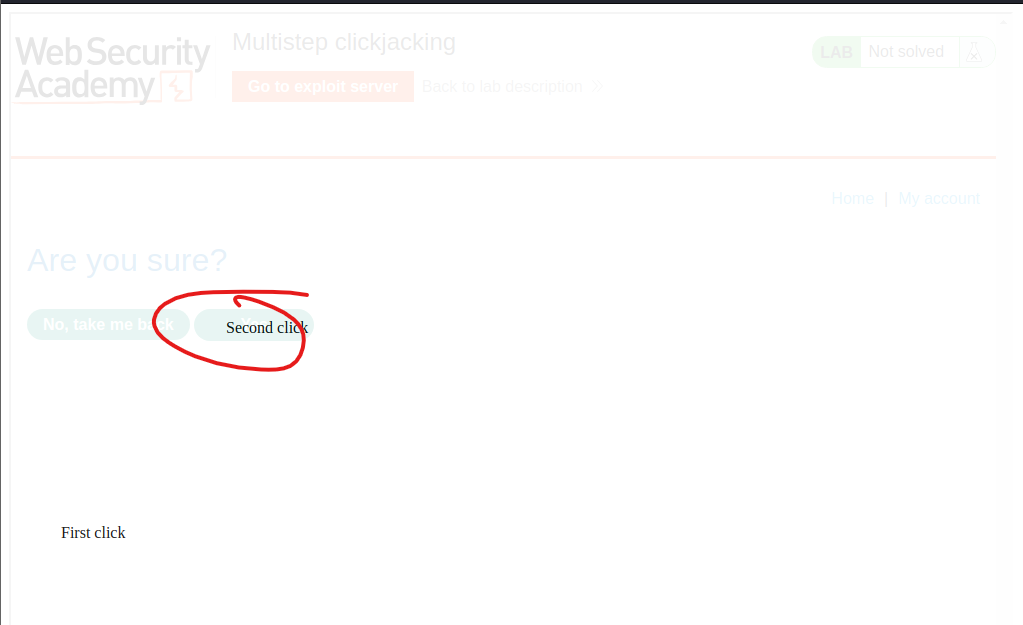 Web Security
Academy
Multistep clickjacking
Go to exploit server
Back to lab description
LAB
Not solved
Home | My account
Are you sure?
No, take me back
Second click
First click